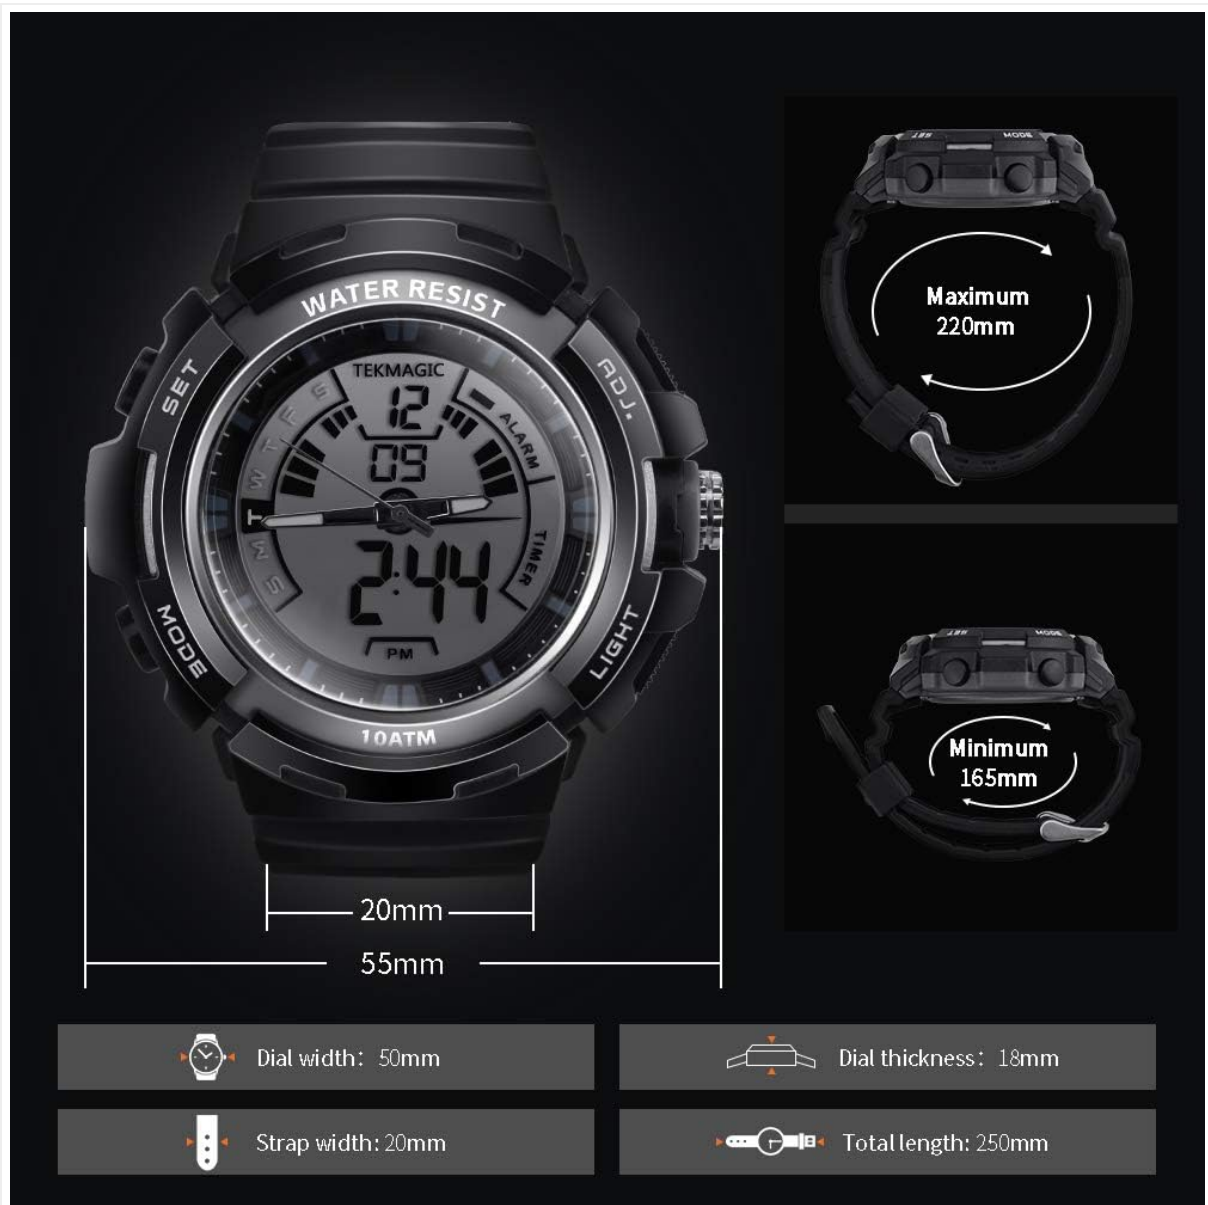 WATER RESIST
SET
ADJ.
TEKMAGIC
12
09
ALARM
S
F
T
W
T
M
S
TIMER
2:44
PM
MODE
LIGHT
10ATM
20mm
55mm
SET
MODE
Maximum
220mm
SET
MODE
Minimum
165mm
Dial width: 50mm
Dial thickness: 18mm
Strap width: 20mm
Total length: 250mm